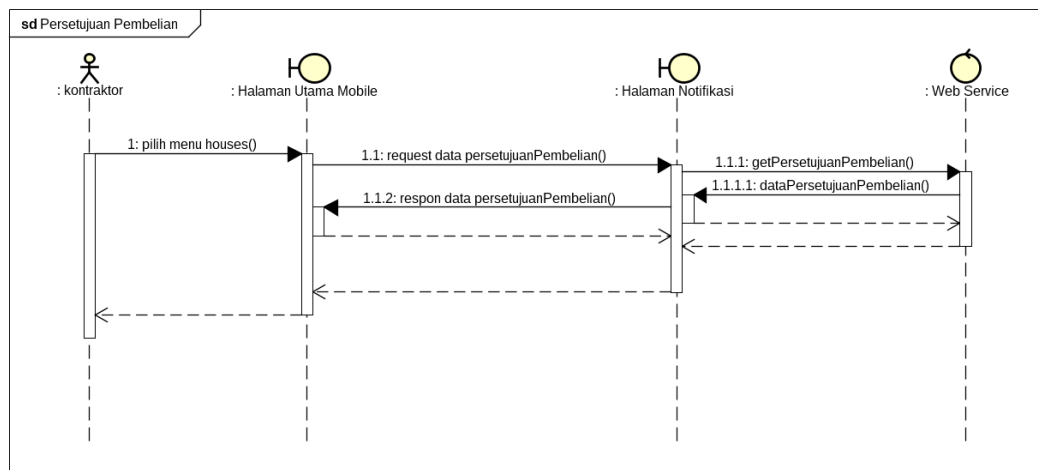 sd Persetujuan Pembelian
: kontraktor
: Halaman Utama Mobile
: Halaman Notifikasi
: Web Service
1: pilih menu houses()
1.1: request data persetujuanPembelian()
1.1.1: getPersetujuanPembelian()
1.1.1.1: dataPersetujuanPembelian()
1.1.2: respon data persetujuanPembelian()